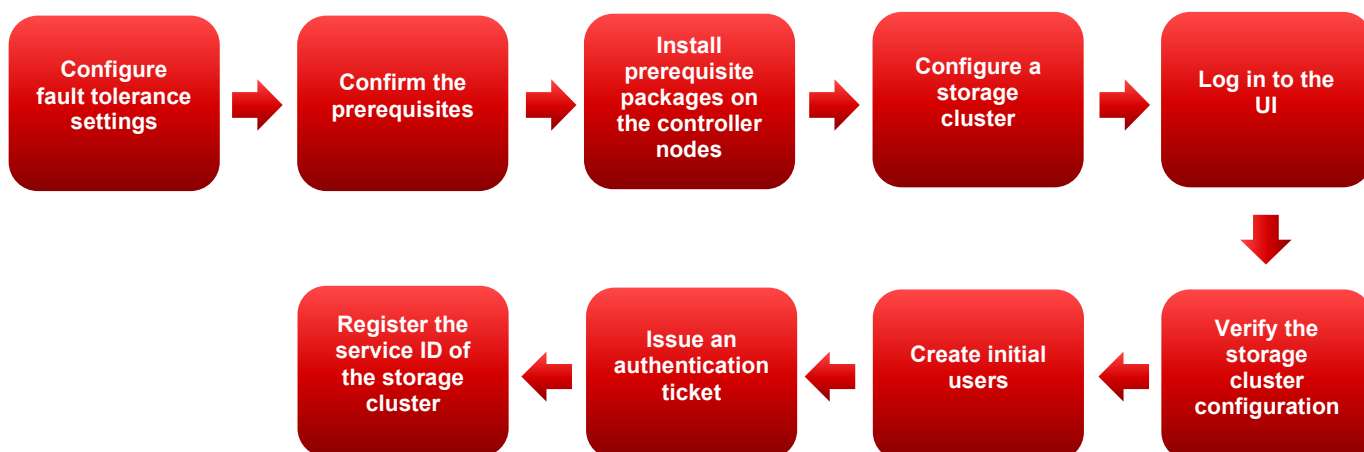 Configure
fault tolerance
settings
Confirm the
prerequisites
Install
prerequisite
packages on
the controller
nodes
Configure a
storage
cluster
Log in to the
UI
Verify the
storage
cluster
configuration
Create initial
users
Issue an
authentication
ticket
Register the
service ID of
the storage
cluster